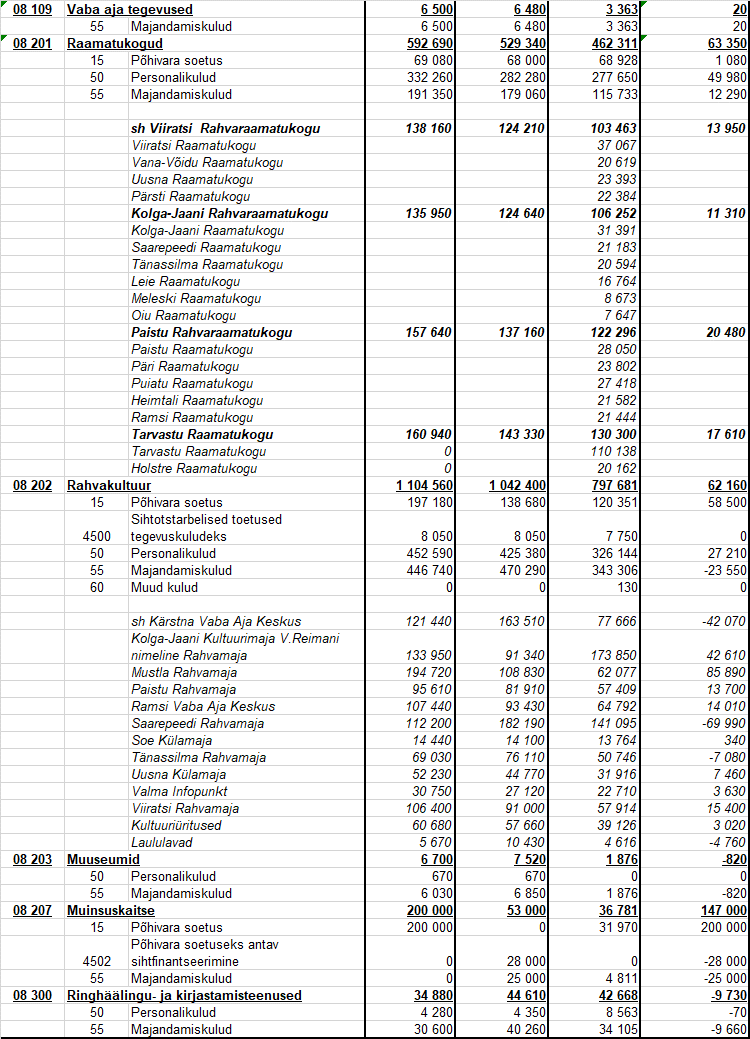 08 109 Vaba aja tegevused 6 500 6 480 3 363 20
55 Majandamiskulud 6 500 6 480 3 363 20
08 201 Raamatukogud 592 690 529 340 462 311 63 350
15 Põhivara soetus 69 080 68 000 68 928 1 080
50 Personalikulud 332 260 282 280 277 650 49 980
55 Majandamiskulud 191 350 179 060 115 733 12 290
sh Viiratsi Rahvaraamatukogu 138 160 124 210 103 463 13 950
Viiratsi Raamatukogu 37 067
Vana-Võidu Raamatukogu 20 619
Uusna Raamatukogu 23 393
Pärsti Raamatukogu 22 384
Kolga-Jaani Rahvaraamatukogu 135 950 124 640 106 252 11 310
Kolga-Jaani Raamatukogu 31 391
Saarepeedi Raamatukogu 21 183
Tänassilma Raamatukogu 20 594
Leie Raamatukogu 16 764
Meleski Raamatukogu 8 673
Oiu Raamatukogu 7 647
Paistu Rahvaraamatukogu 157 640 137 160 122 296 20 480
Paistu Raamatukogu 28 050
Päri Raamatukogu 23 802
Puiatu Raamatukogu 27 418
Heimtali Raamatukogu 21 582
Ramsi Raamatukogu 21 444
Tarvastu Raamatukogu 160 940 143 330 130 300 17 610
Tarvastu Raamatukogu 0 110 138
Holstre Raamatukogu 0 20 162
08 202 Rahvakultuur 1 104 560 1 042 400 797 681 62 160
15 Põhivara soetus 197 180 138 680 120 351 58 500
Sihtotstarbelised toetused
4500 tegevuskuludeks 8 050 8 050 7 750 0
50 Personalikulud 452 590 425 380 326 144 27 210
55 Majandamiskulud 446 740 470 290 343 306 -23 550
60 Muud kulud 0 0 130 0
sh Kärstna Vaba Aja Keskus 121 440 163 510 77 666 -42 070
Kolga-Jaani Kultuurimaja V.Reimani
nimeline Rahvamaja 133 950 91 340 173 850 42 610
Mustla Rahvamaja 194 720 108 830 62 077 85 890
Paistu Rahvamaja 95 610 81 910 57 409 13 700
Ramsi Vaba Aja Keskus 107 440 93 430 64 792 14 010
Saarepeedi Rahvamaja 112 200 182 190 141 095 -69 990
Soe Külamaja 14 440 14 100 13 764 340
Tänassilma Rahvamaja 69 030 76 110 50 746 -7 080
Uusna Külamaja 52 230 44 770 31 916 7 460
Valma Infopunkt 30 750 27 120 22 710 3 630
Viiratsi Rahvamaja 106 400 91 000 57 914 15 400
Kultuuriüritused 60 680 57 660 39 126 3 020
Laululavad 5 670 10 430 4 616 -4 760
08 203 Muuseumid 6 700 7 520 1 876 -820
50 Personalikulud 670 670 0 0
55 Majandamiskulud 6 030 6 850 1 876 -820
08 207 Muinsuskaitse 200 000 53 000 36 781 147 000
15 Põhivara soetus 200 000 0 31 970 200 000
Põhivara soetuseks antav
4502 sihtfinantseerimine 0 28 000 0 -28 000
55 Majandamiskulud 0 25 000 4 811 -25 000
08 300 Ringhäälingu- ja kirjastamisteenused 34 880 44 610 42 668 -9 730
50 Personalikulud 4 280 4 350 8 563 -70
55 Majandamiskulud 30 600 40 260 34 105 -9 660